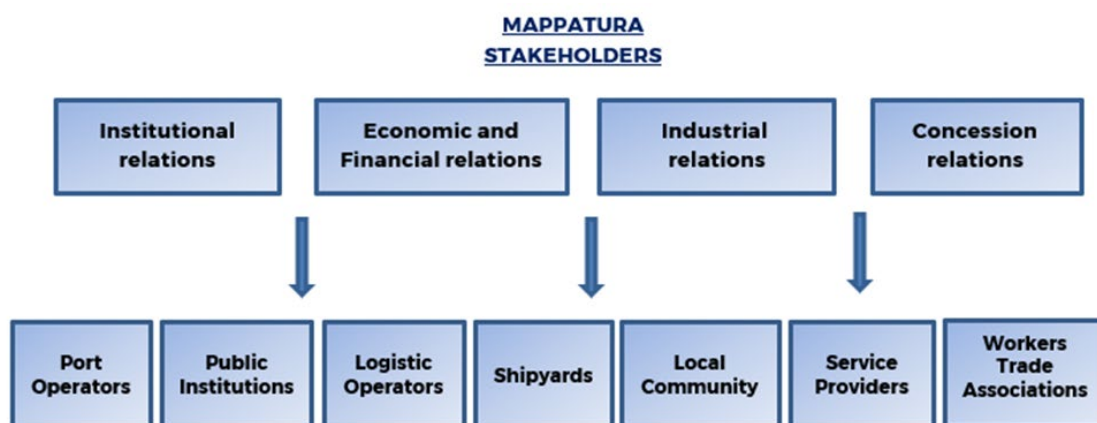 MAPPATURA
STAKEHOLDERS
Institutional
relations
Economic and
Financial relations
Industrial
relations
Concession
relations
Port
Operators
Public
Institutions
Logistic
Operators
Shipyards
Local
Community
Service
Providers
Workers
Trade
Associations